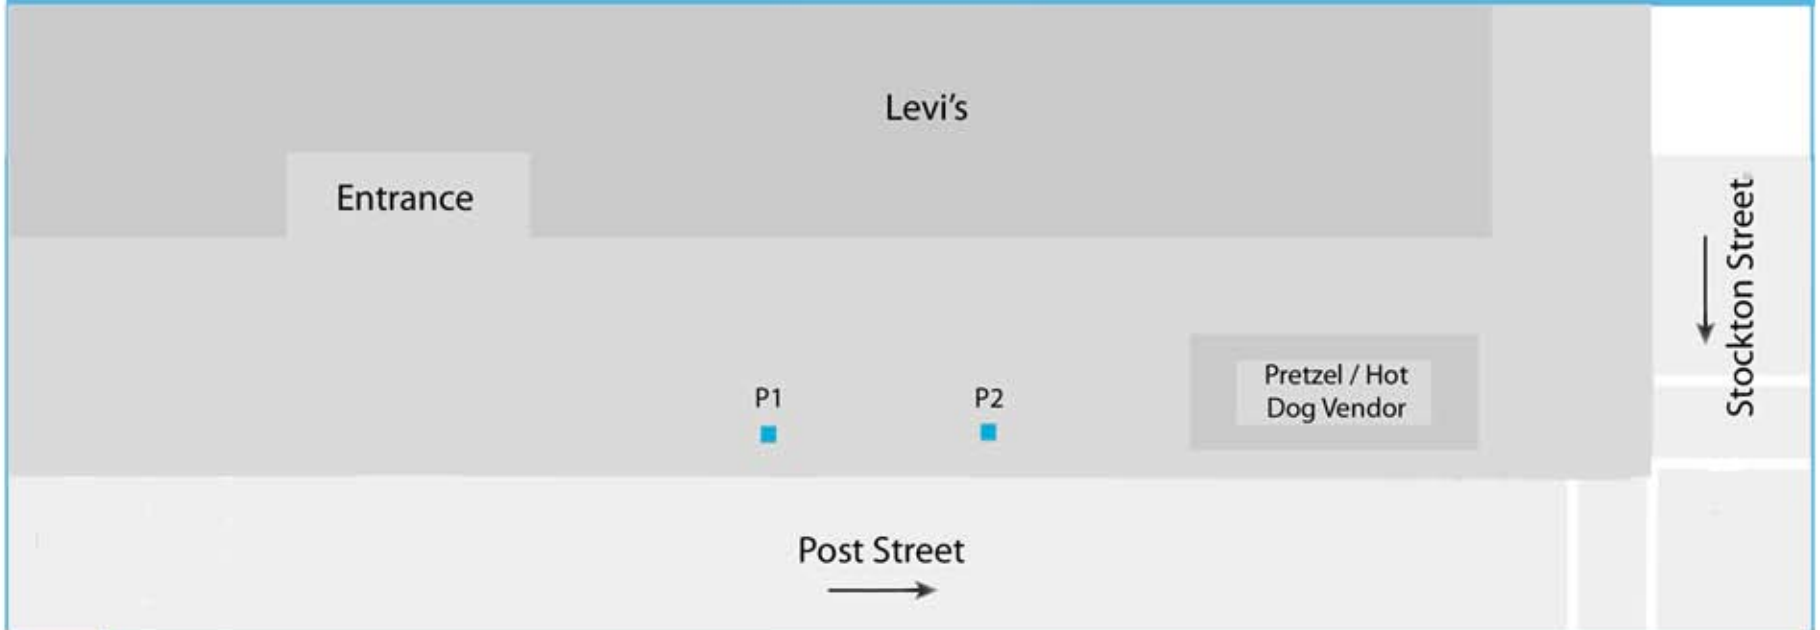 Levi's
Entrance
Stockton Street
P1
P2
Pretzel / Hot
Dog Vendor
Post Street